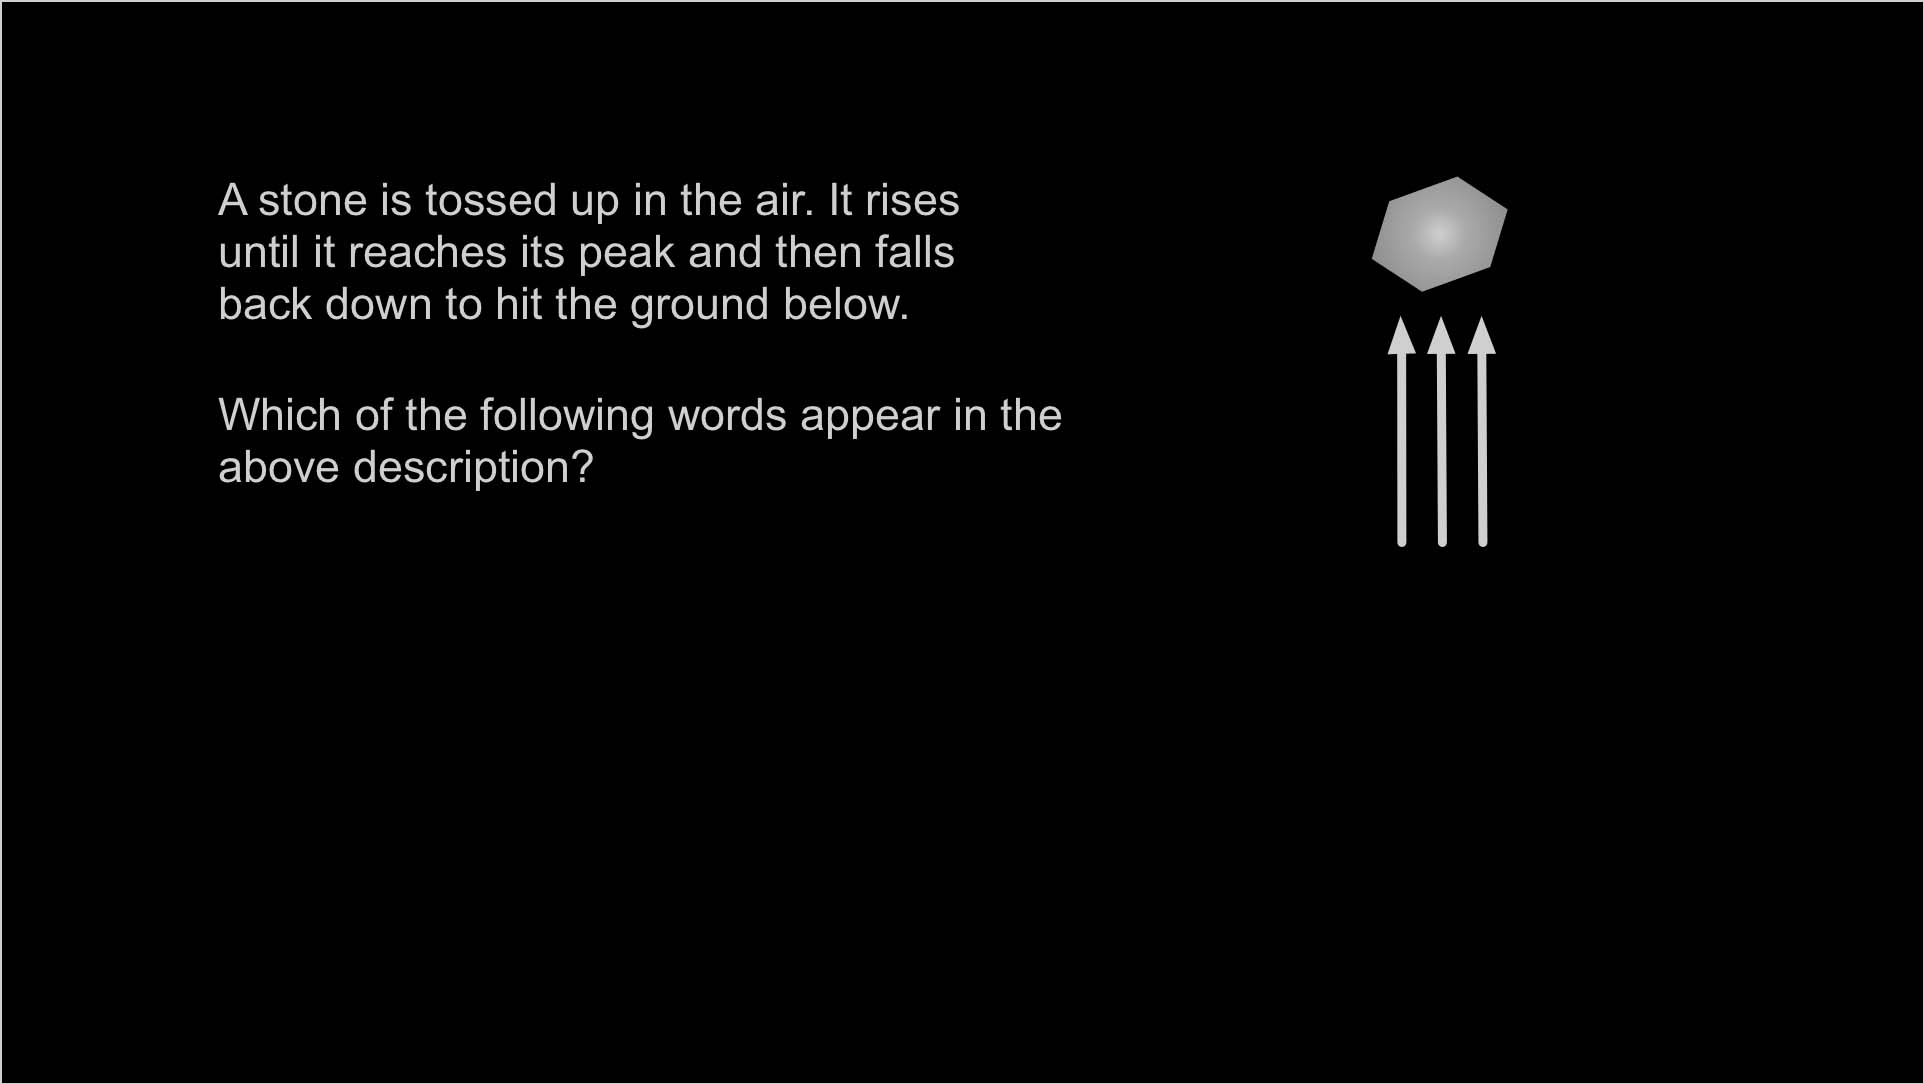 A stone is tossed up in the air. It rises
until it reaches its peak and then falls
back down to hit the ground below.
Which of the following words appear in the
above description?